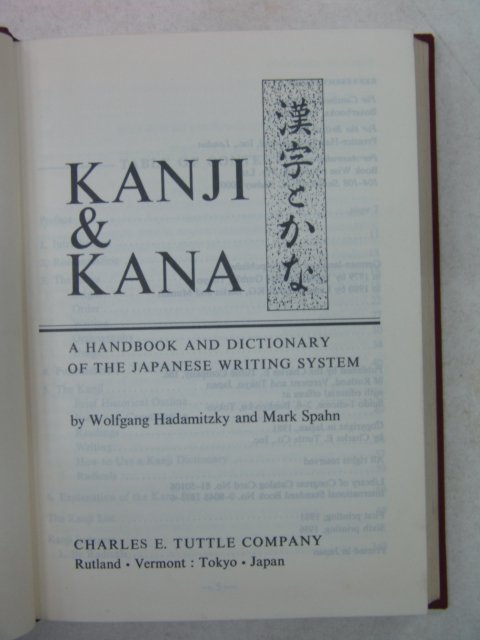 漢字とかな
KANJI
&
KANA
A HANDBOOK AND DICTIONARY
OF THE JAPANESE WRITING SYSTEM
by Wolfgang Hadamitzky and Mark Spahn
CHARLES E. TUTTLE COMPANY
Rutland • Vermont : Tokyo • Japan